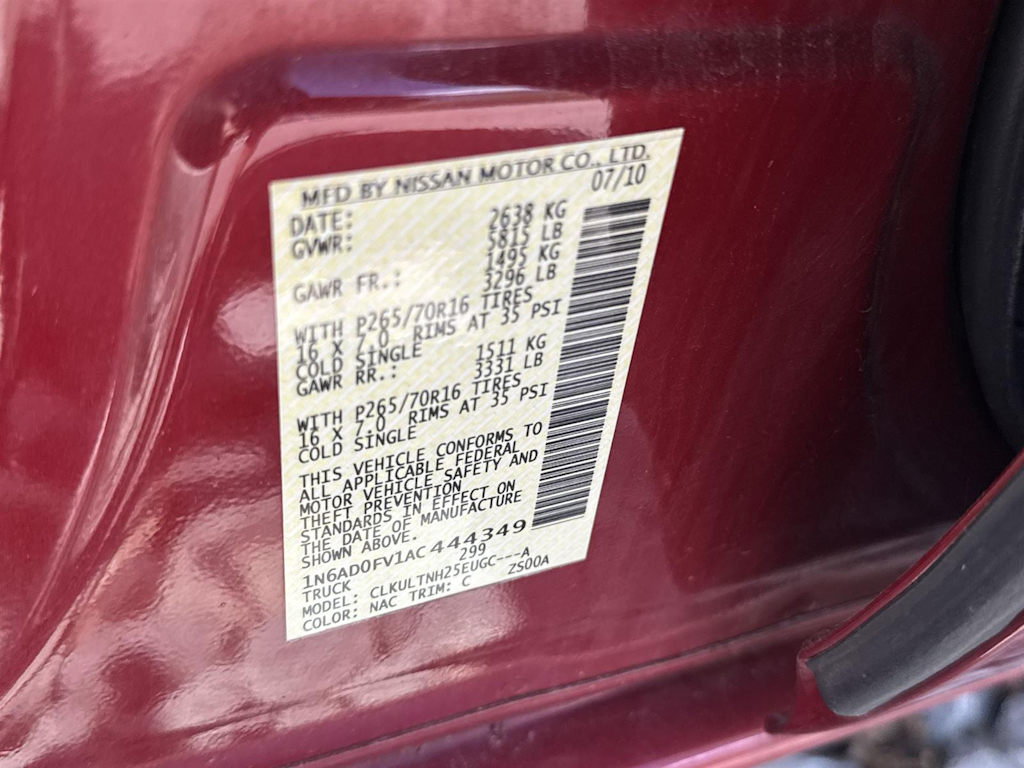 MFD BY NISSAN MOTOR CO., LTD.
DATE: 07/10
GVWR: 2638 KG
5815 LB
GAWR FR.: 1495 KG
3296 LB
WITH P265/70R16 TIRES
16 X 7.0 RIMS AT 35 PSI
COLD SINGLE
GAWR RR.: 1511 KG
3331 LB
WITH P265/70R16 TIRES
16 X 7.0 RIMS AT 35 PSI
COLD SINGLE
THIS VEHICLE CONFORMS TO
ALL APPLICABLE FEDERAL
MOTOR VEHICLE SAFETY AND
THEFT PREVENTION
STANDARDS IN EFFECT ON
THE DATE OF MANUFACTURE
SHOWN ABOVE.
1N6AD0FV1AC444349
TRUCK 299
MODEL: CLKULTNH25EUGC---A
COLOR: NAC TRIM: C ZS00A